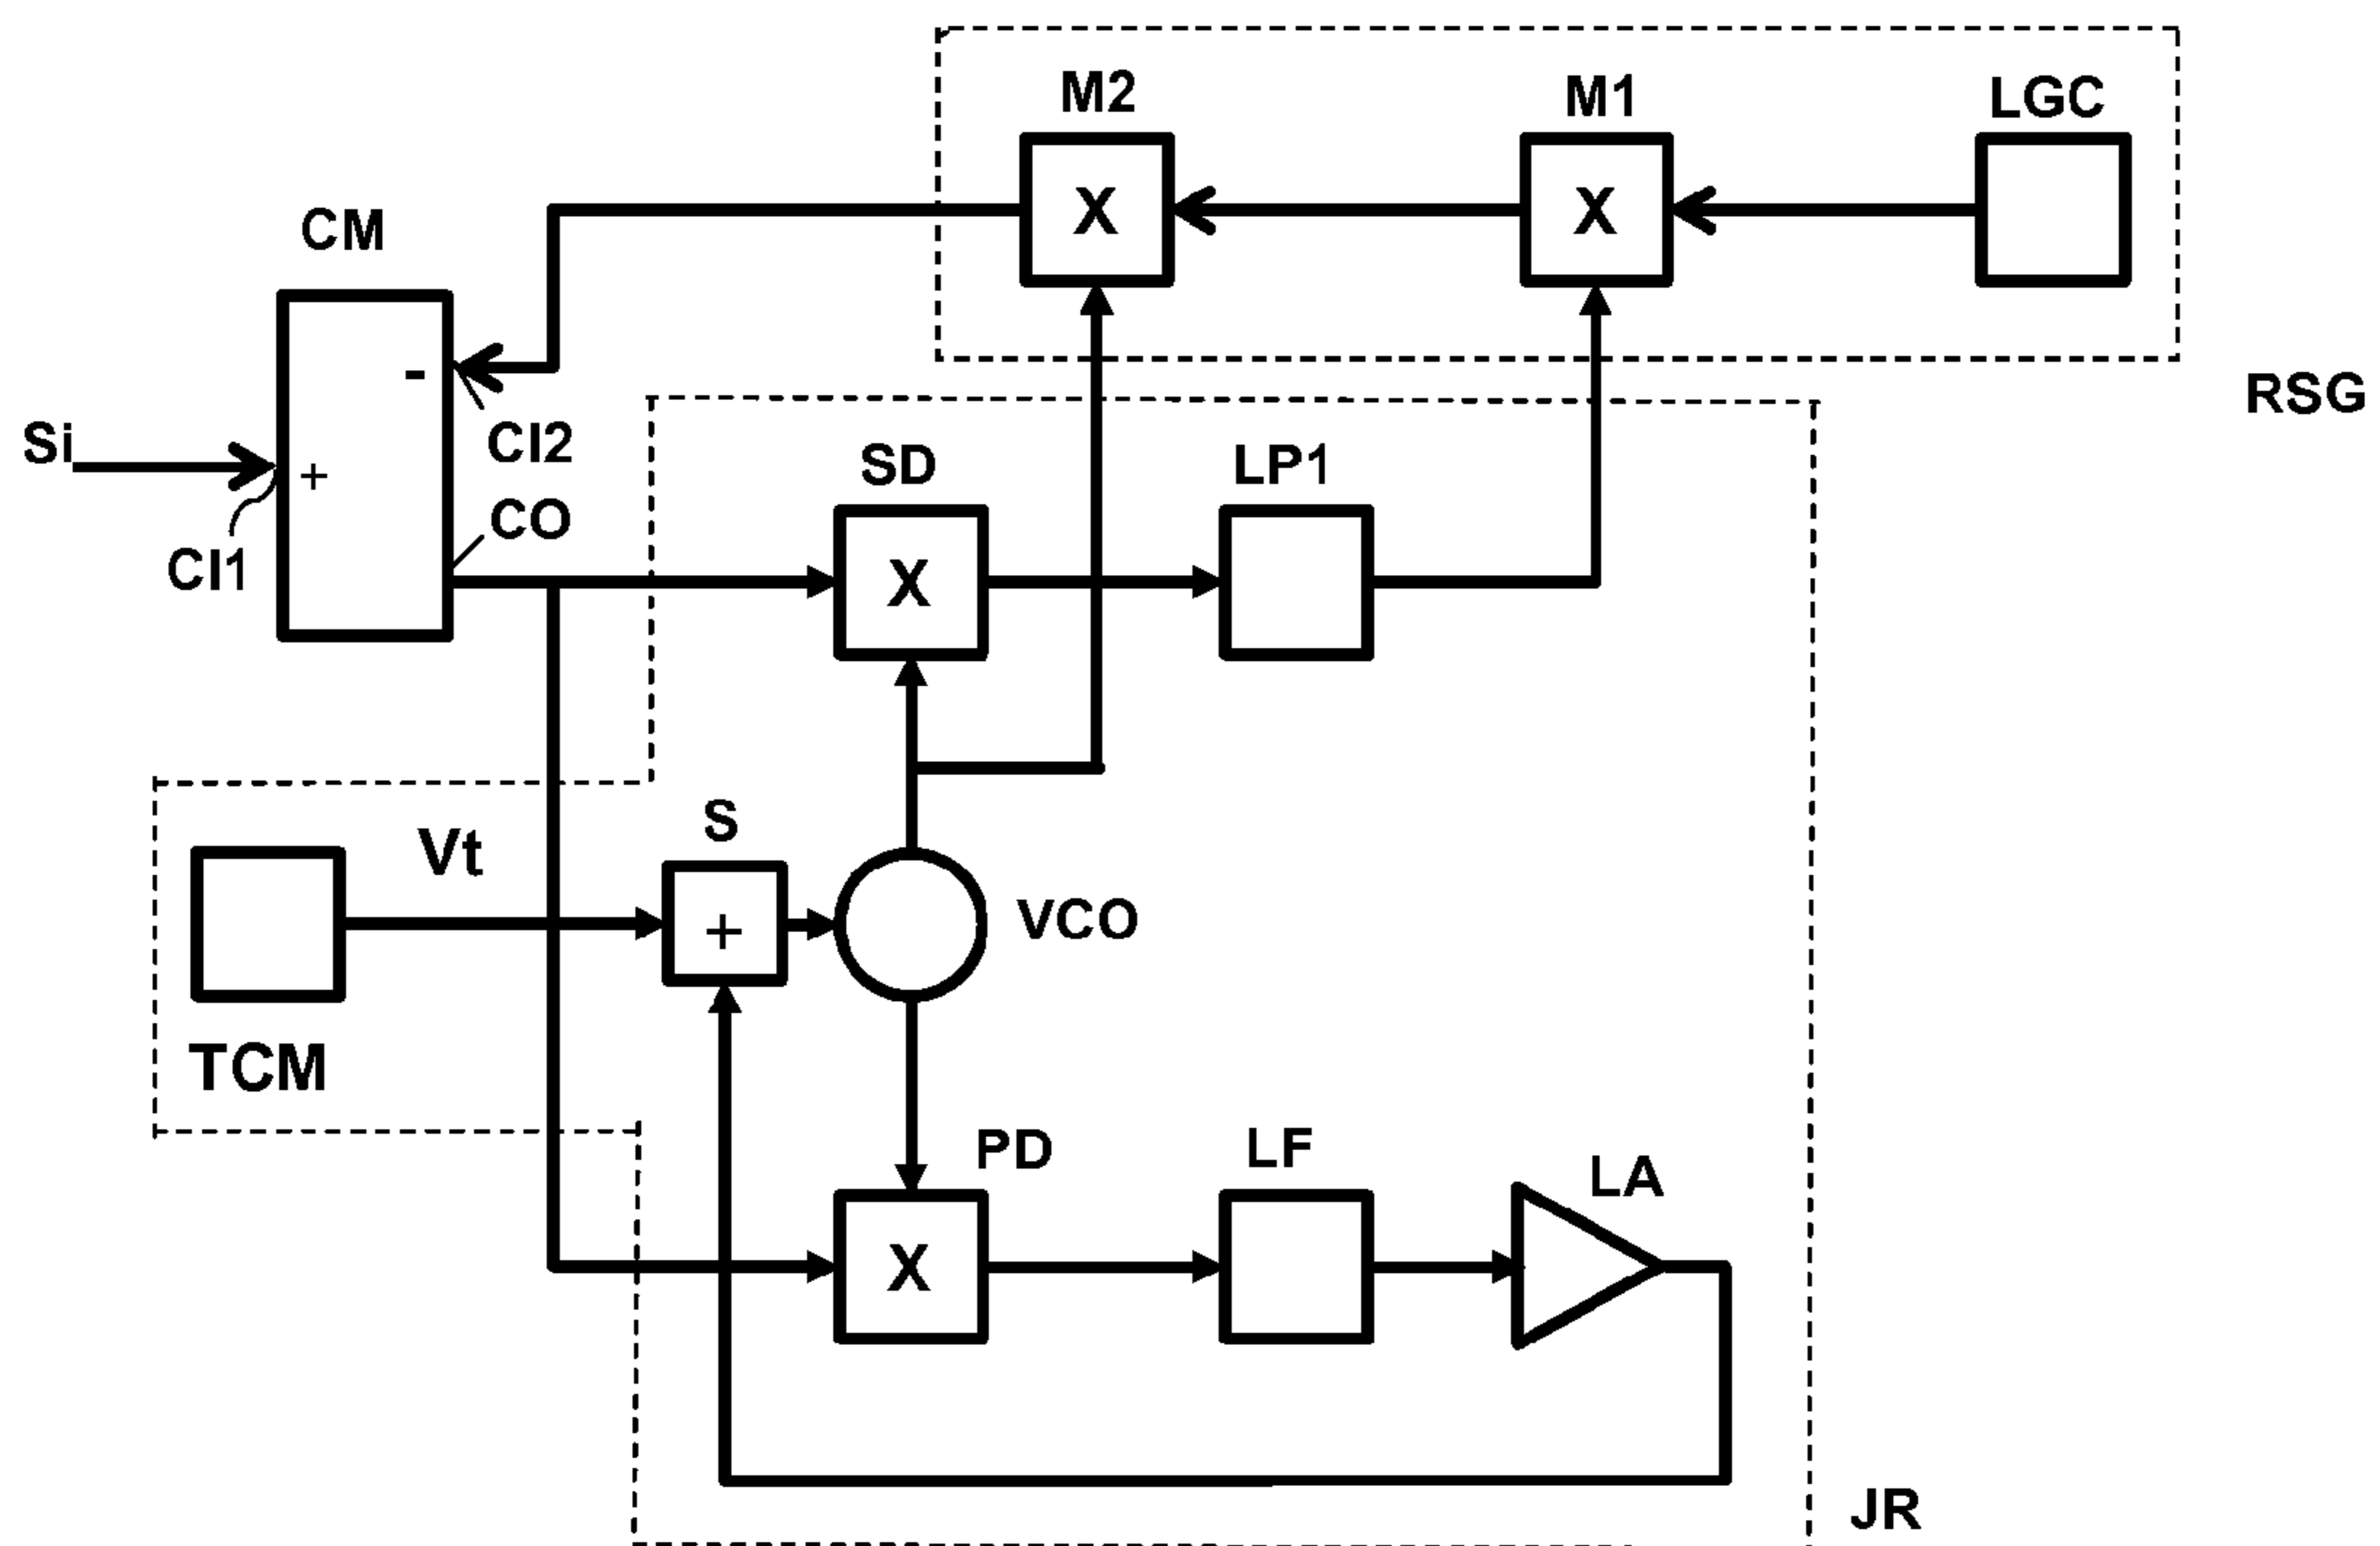 M2
M1
LGC
X
X
CM
-
RSG
Si
+
CI2
SD
LP1
CO
CI1
X
Vt
S
+
VCO
TCM
PD
LF
LA
X
JR